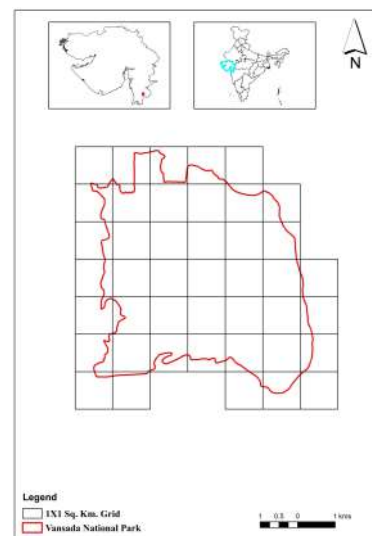 N
Legend
1X1 Sq. Km. Grid
Vansada National Park
1 0.5 0 1 kms